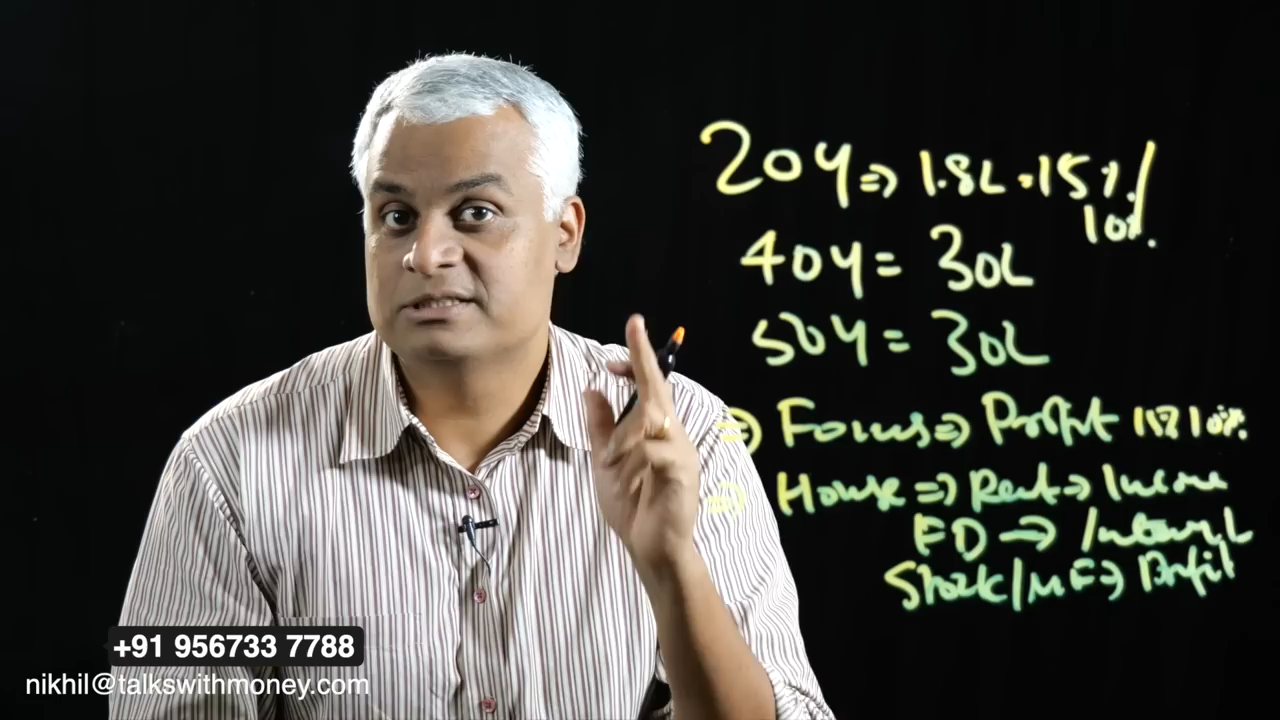 20Y ⇒ 1.8L = 15%/
10%.
40Y = 30L
50Y = 30L
⇒ Focus ⇒ Profit 10%.
⇒ House ⇒ Rent → Income
FD → Interest
Stock/MF ⇒ Profit
+91 956733 7788
nikhil@talkswithmoney.com